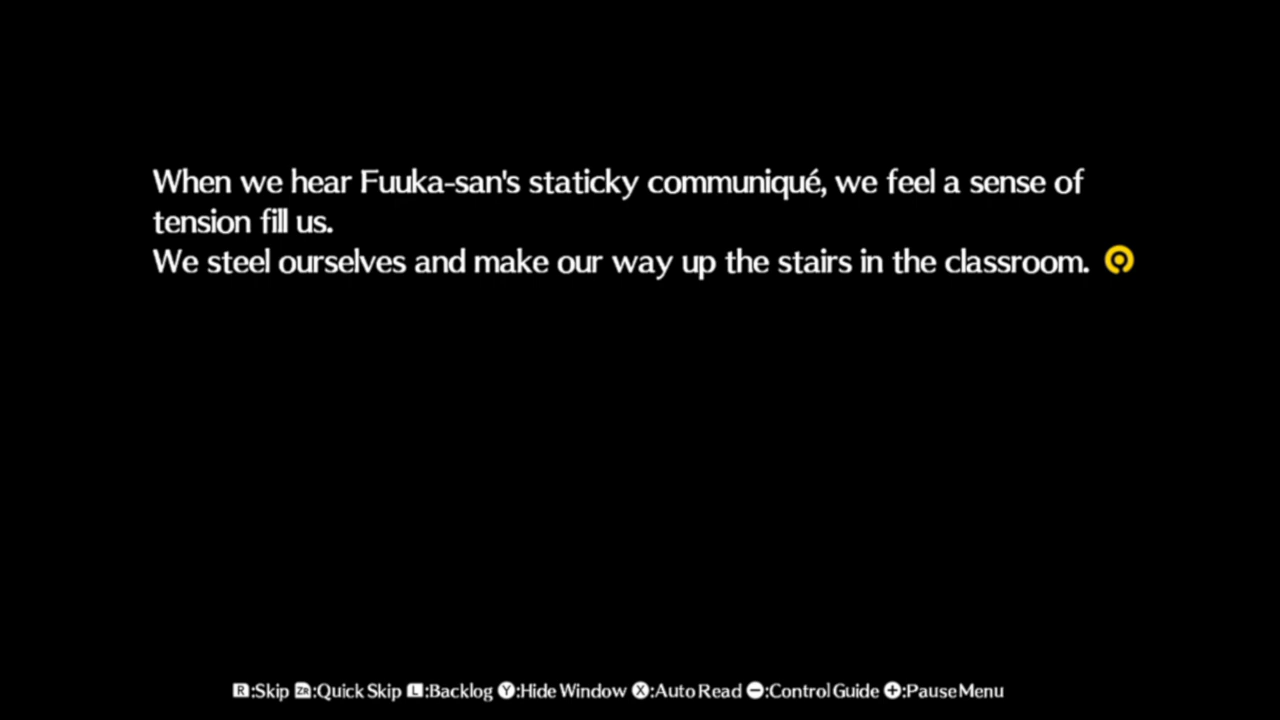 When we hear Fuuka-san's staticky communiqué, we feel a sense of
tension fill us.
We steel ourselves and make our way up the stairs in the classroom.
R:Skip ZR:Quick Skip L:Backlog Y:Hide Window X:Auto Read −:Control Guide +:Pause Menu